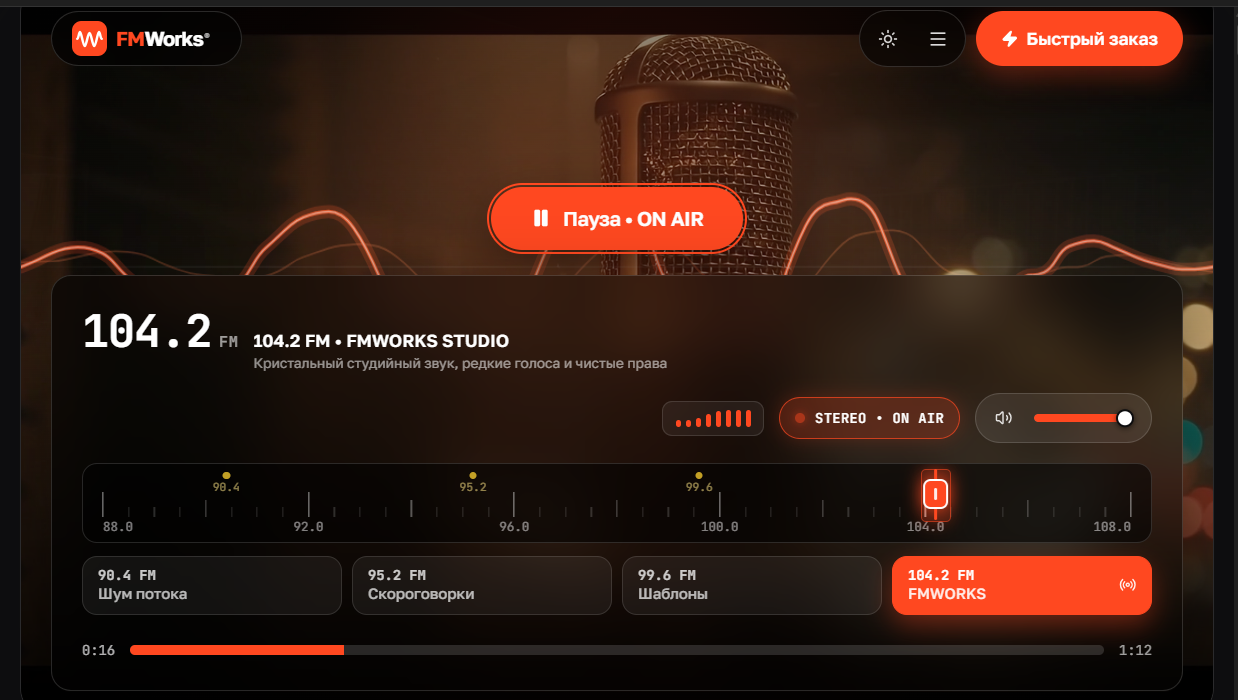 FMWorks®
Быстрый заказ
Пауза • ON AIR
104.2 FM
104.2 FM • FMWORKS STUDIO
Кристальный студийный звук, редкие голоса и чистые права
STEREO • ON AIR
90.4 95.2 99.6
88.0 92.0 96.0 100.0 104.0 108.0
90.4 FM
Шум потока
95.2 FM
Скороговорки
99.6 FM
Шаблоны
104.2 FM
FMWORKS
0:16 1:12